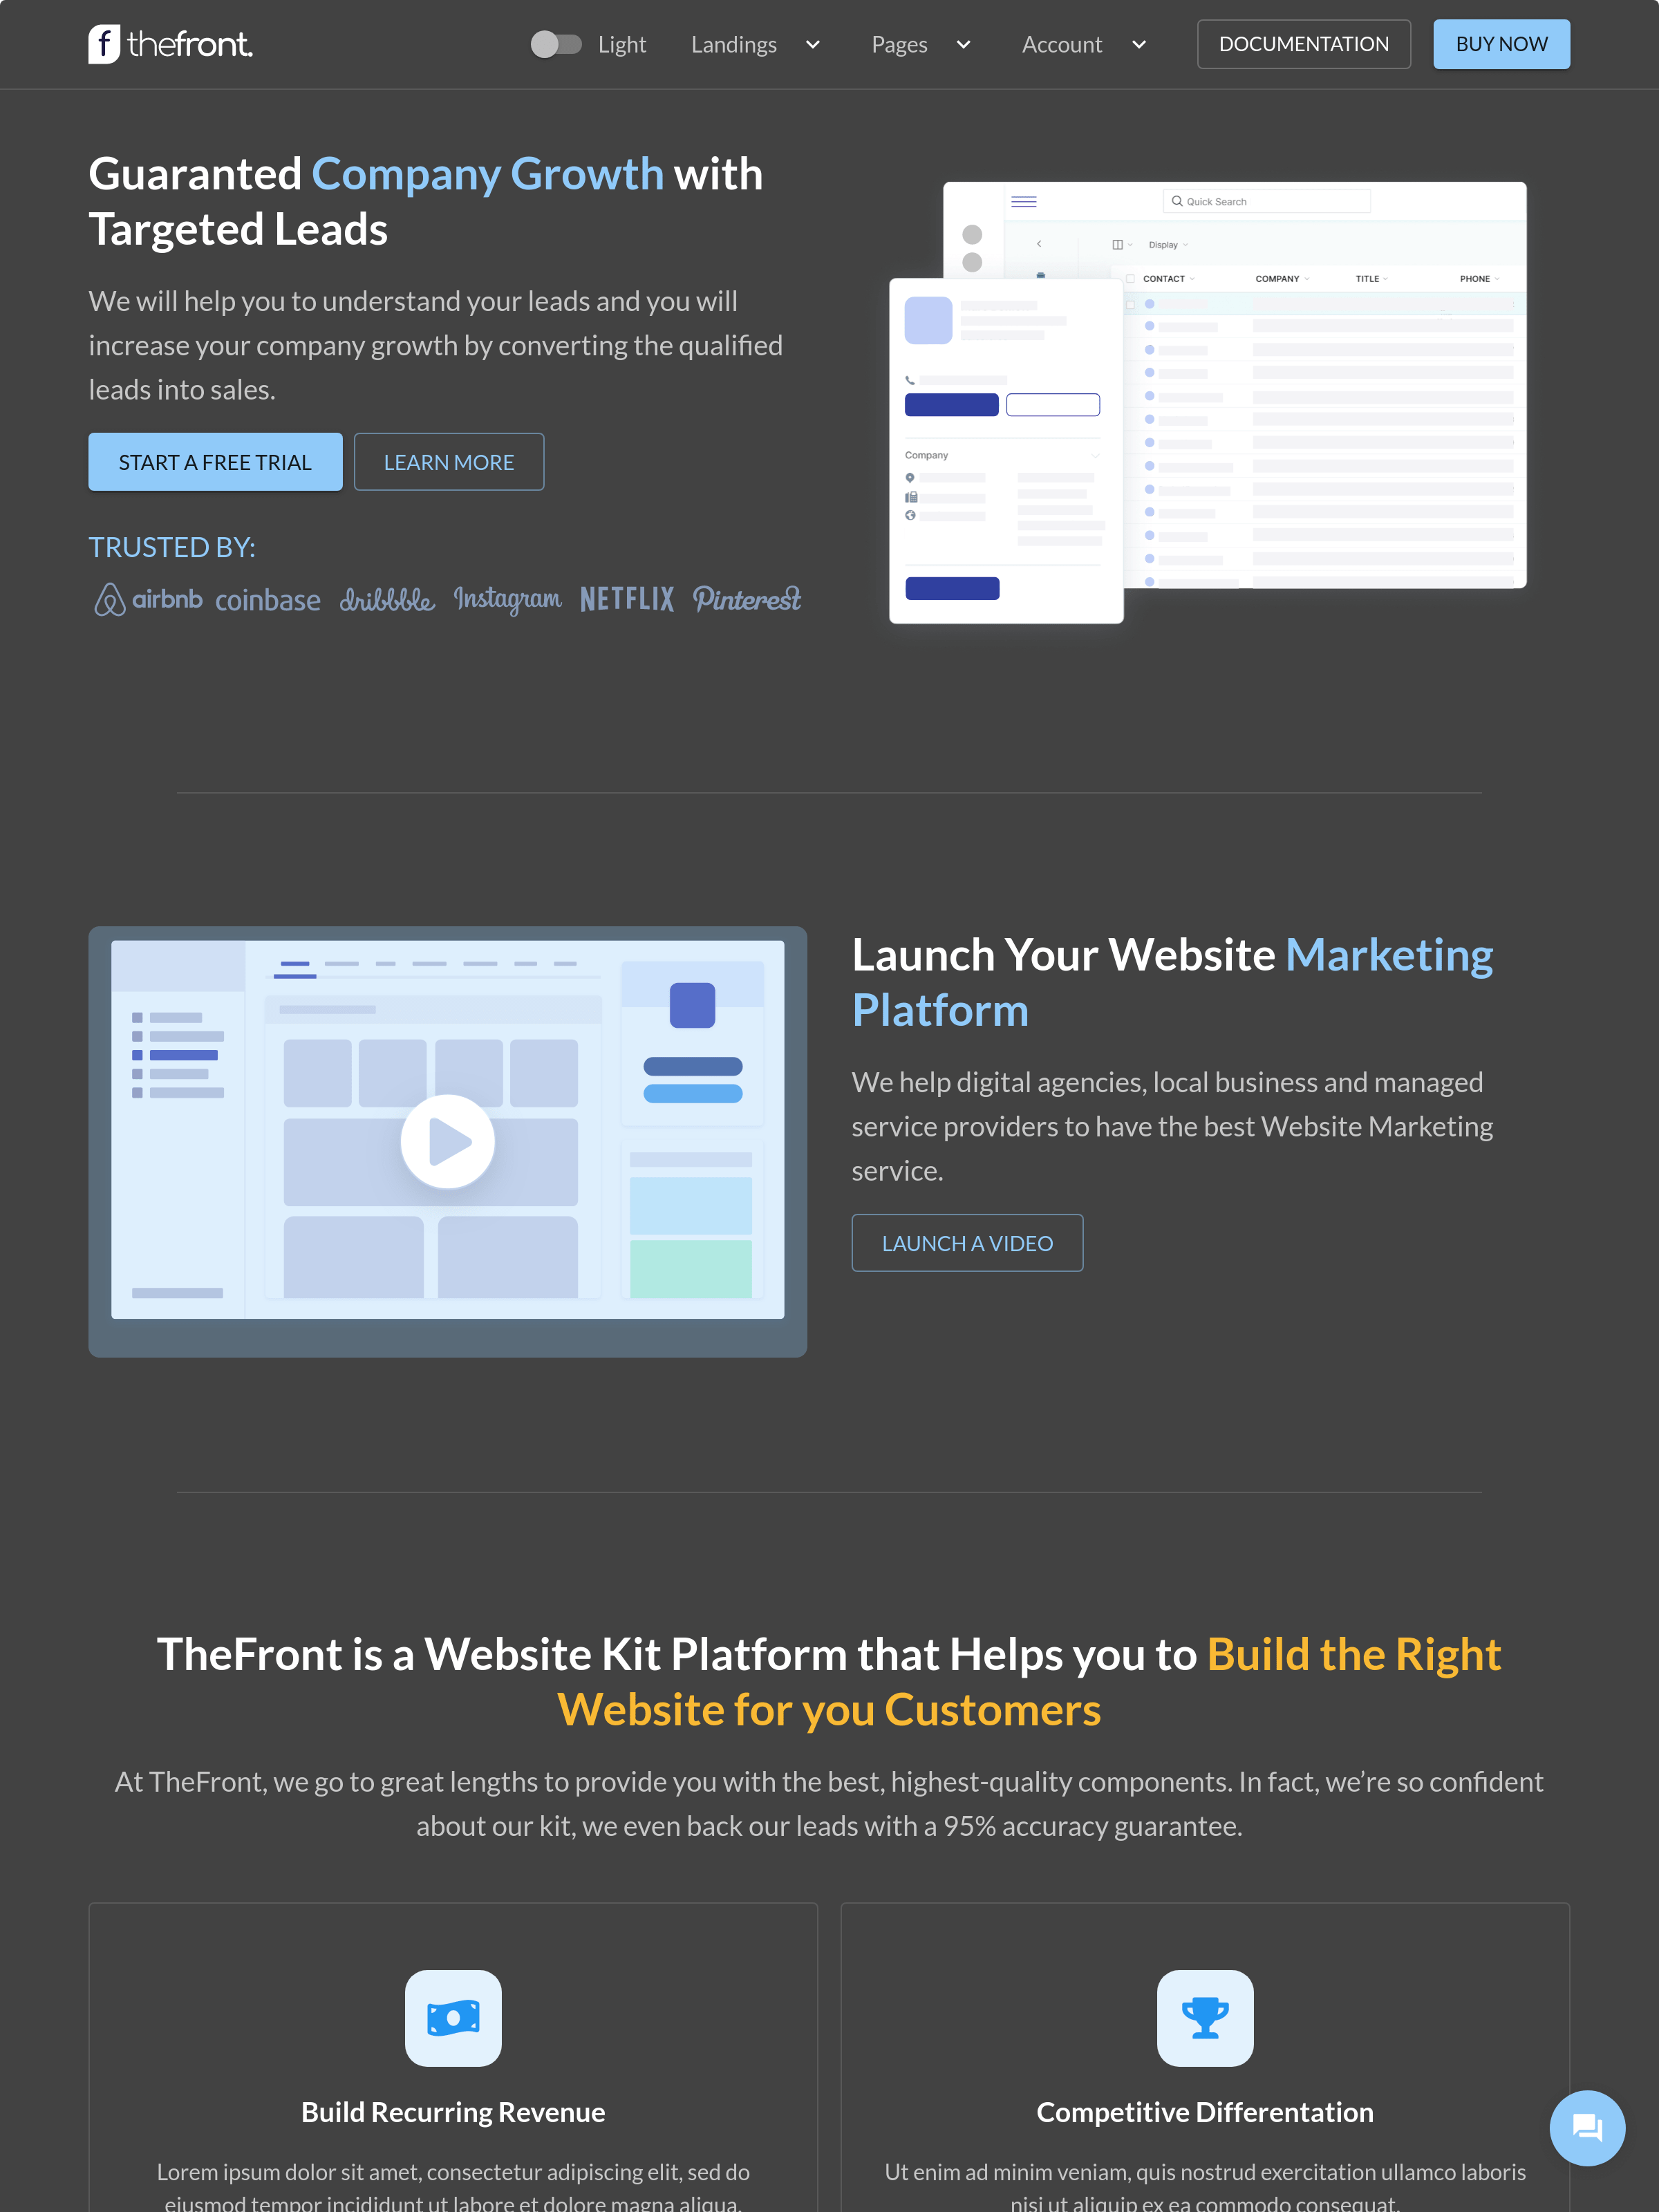 f thefront.
Light
Landings
Pages
Account
DOCUMENTATION
BUY NOW
Guaranted Company Growth with
Targeted Leads
We will help you to understand your leads and you will
increase your company growth by converting the qualified
leads into sales.
START A FREE TRIAL
LEARN MORE
TRUSTED BY:
airbnb coinbase dribbble Instagram NETFLIX Pinterest
Quick Search
Display
CONTACT
COMPANY
TITLE
PHONE
Company
Launch Your Website Marketing
Platform
We help digital agencies, local business and managed
service providers to have the best Website Marketing
service.
LAUNCH A VIDEO
TheFront is a Website Kit Platform that Helps you to Build the Right
Website for you Customers
At TheFront, we go to great lengths to provide you with the best, highest-quality components. In fact, we’re so confident
about our kit, we even back our leads with a 95% accuracy guarantee.
Build Recurring Revenue
Lorem ipsum dolor sit amet, consectetur adipiscing elit, sed do
eiusmod tempor incididunt ut labore et dolore magna aliqua.
Competitive Differentation
Ut enim ad minim veniam, quis nostrud exercitation ullamco laboris
nisi ut aliquip ex ea commodo consequat.